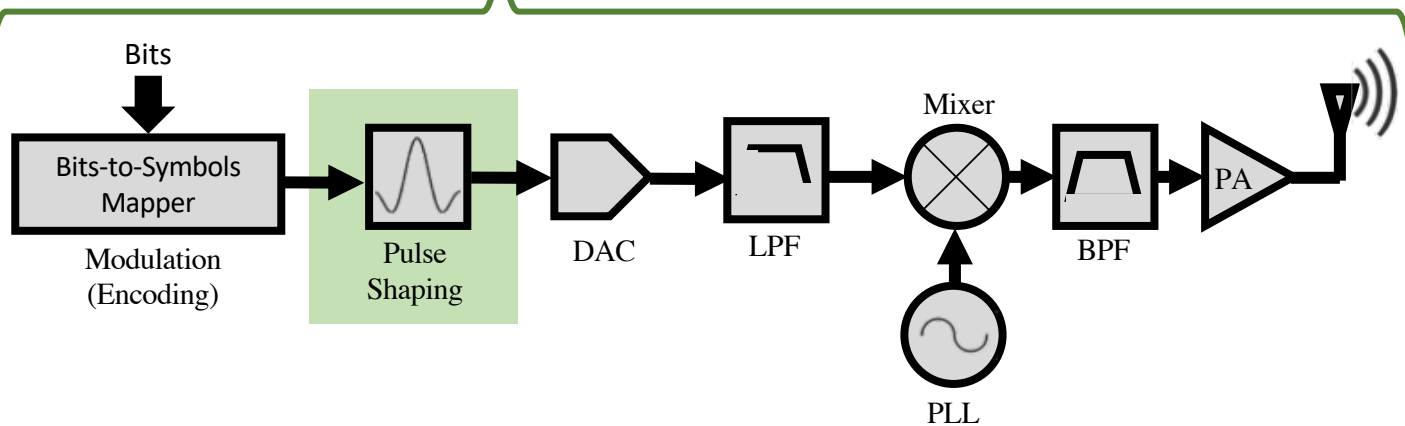 Bits
Bits-to-Symbols
Mapper
Modulation
(Encoding)
Pulse
Shaping
DAC
LPF
Mixer
PLL
BPF
PA